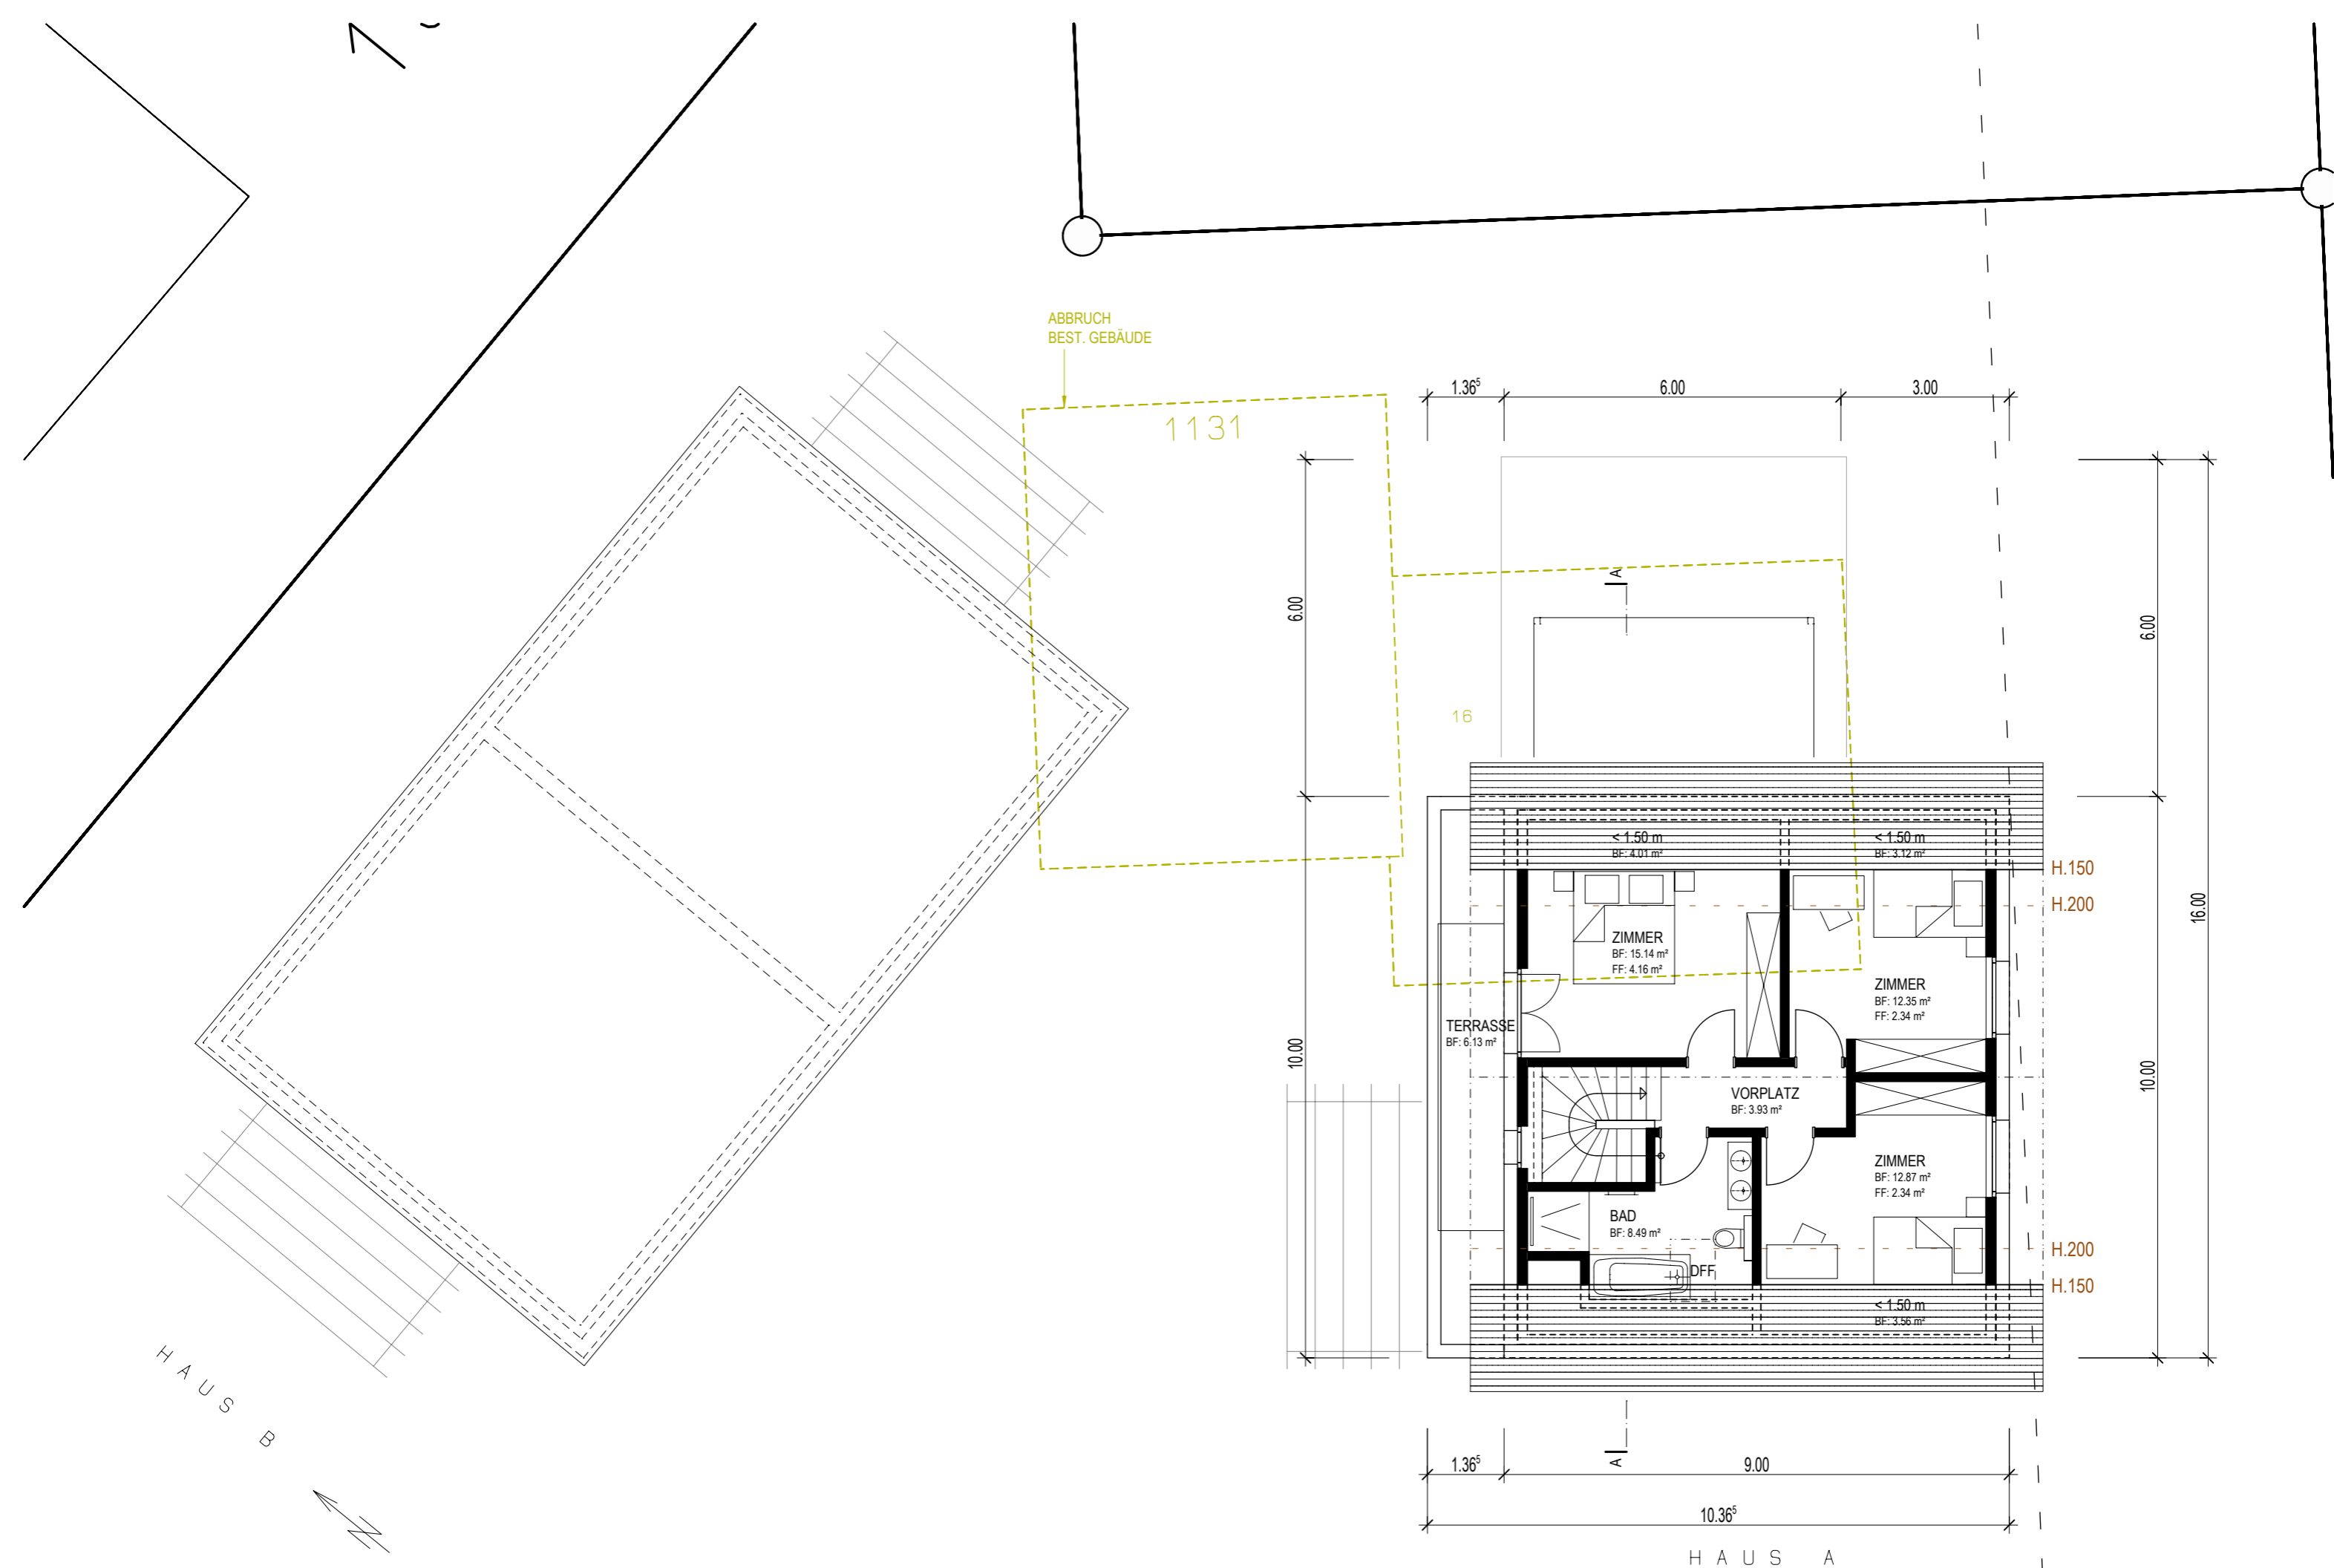 ABBRUCH
BEST. GEBÄUDE
1131
1.36⁵
6.00
3.00
6.00
A
6.00
16
16.00
< 1.50 m
BF: 4.01 m²
< 1.50 m
BF: 3.12 m²
H.150
H.200
ZIMMER
BF: 15.14 m²
FF: 4.16 m²
ZIMMER
BF: 12.35 m²
FF: 2.34 m²
TERRASSE
BF: 6.13 m²
10.00
10.00
VORPLATZ
BF: 3.93 m²
ZIMMER
BF: 12.87 m²
FF: 2.34 m²
BAD
BF: 8.49 m²
H.200
DFF
H.150
< 1.50 m
BF: 3.56 m²
HAUS B
A
1.36⁵
9.00
N
10.36⁵
HAUS A